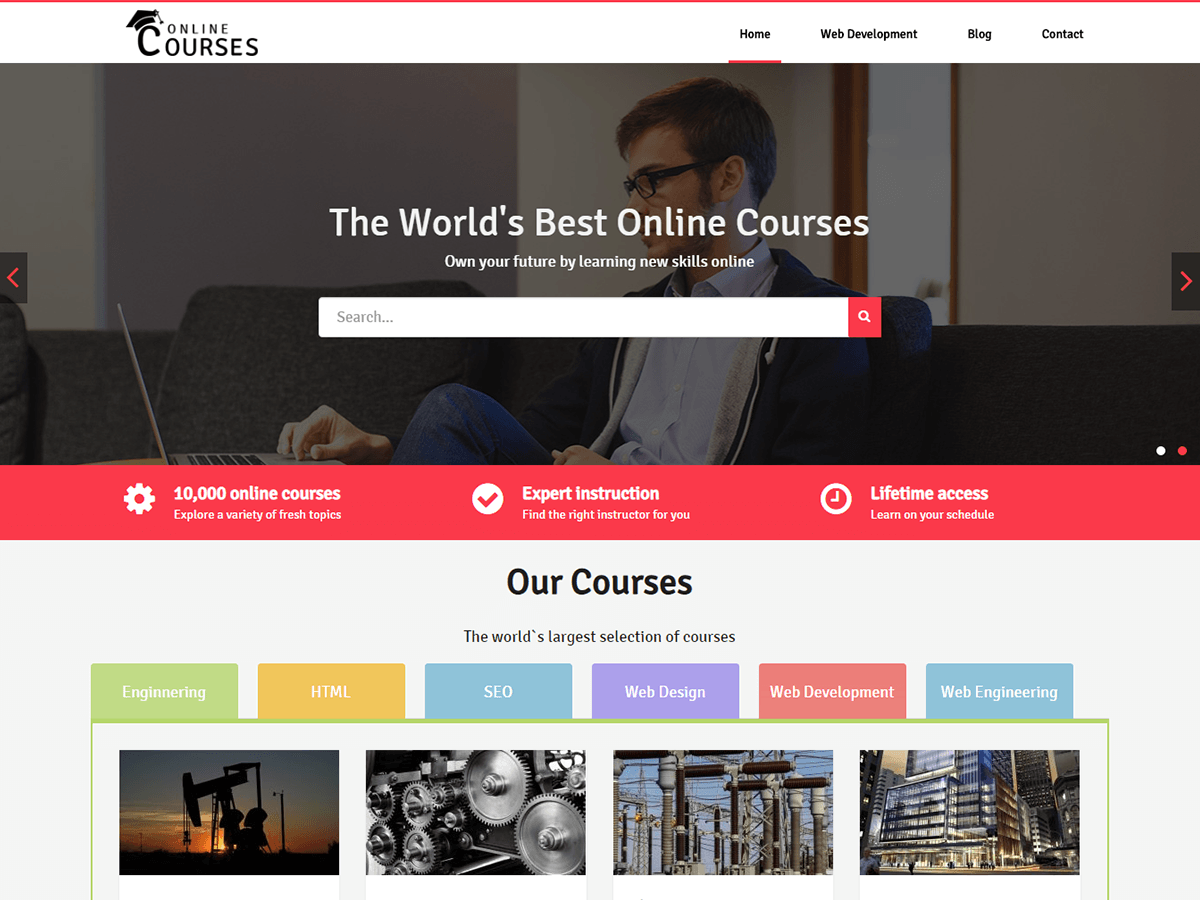 ONLINE
COURSES
Home Web Development Blog Contact
The World's Best Online Courses
Own your future by learning new skills online
Search...
10,000 online courses
Explore a variety of fresh topics
Expert instruction
Find the right instructor for you
Lifetime access
Learn on your schedule
Our Courses
The world`s largest selection of courses
Enginnering HTML SEO Web Design Web Development Web Engineering